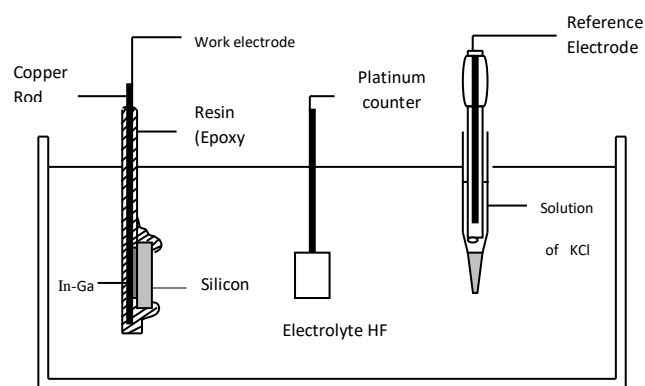 Work electrode
Reference
Electrode
Copper
Rod
Platinum
counter
Resin
(Epoxy
Solution
of KCl
In-Ga
Silicon
Electrolyte HF